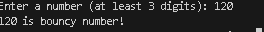 Enter a number (at least 3 digits): 120
120 is bouncy number!